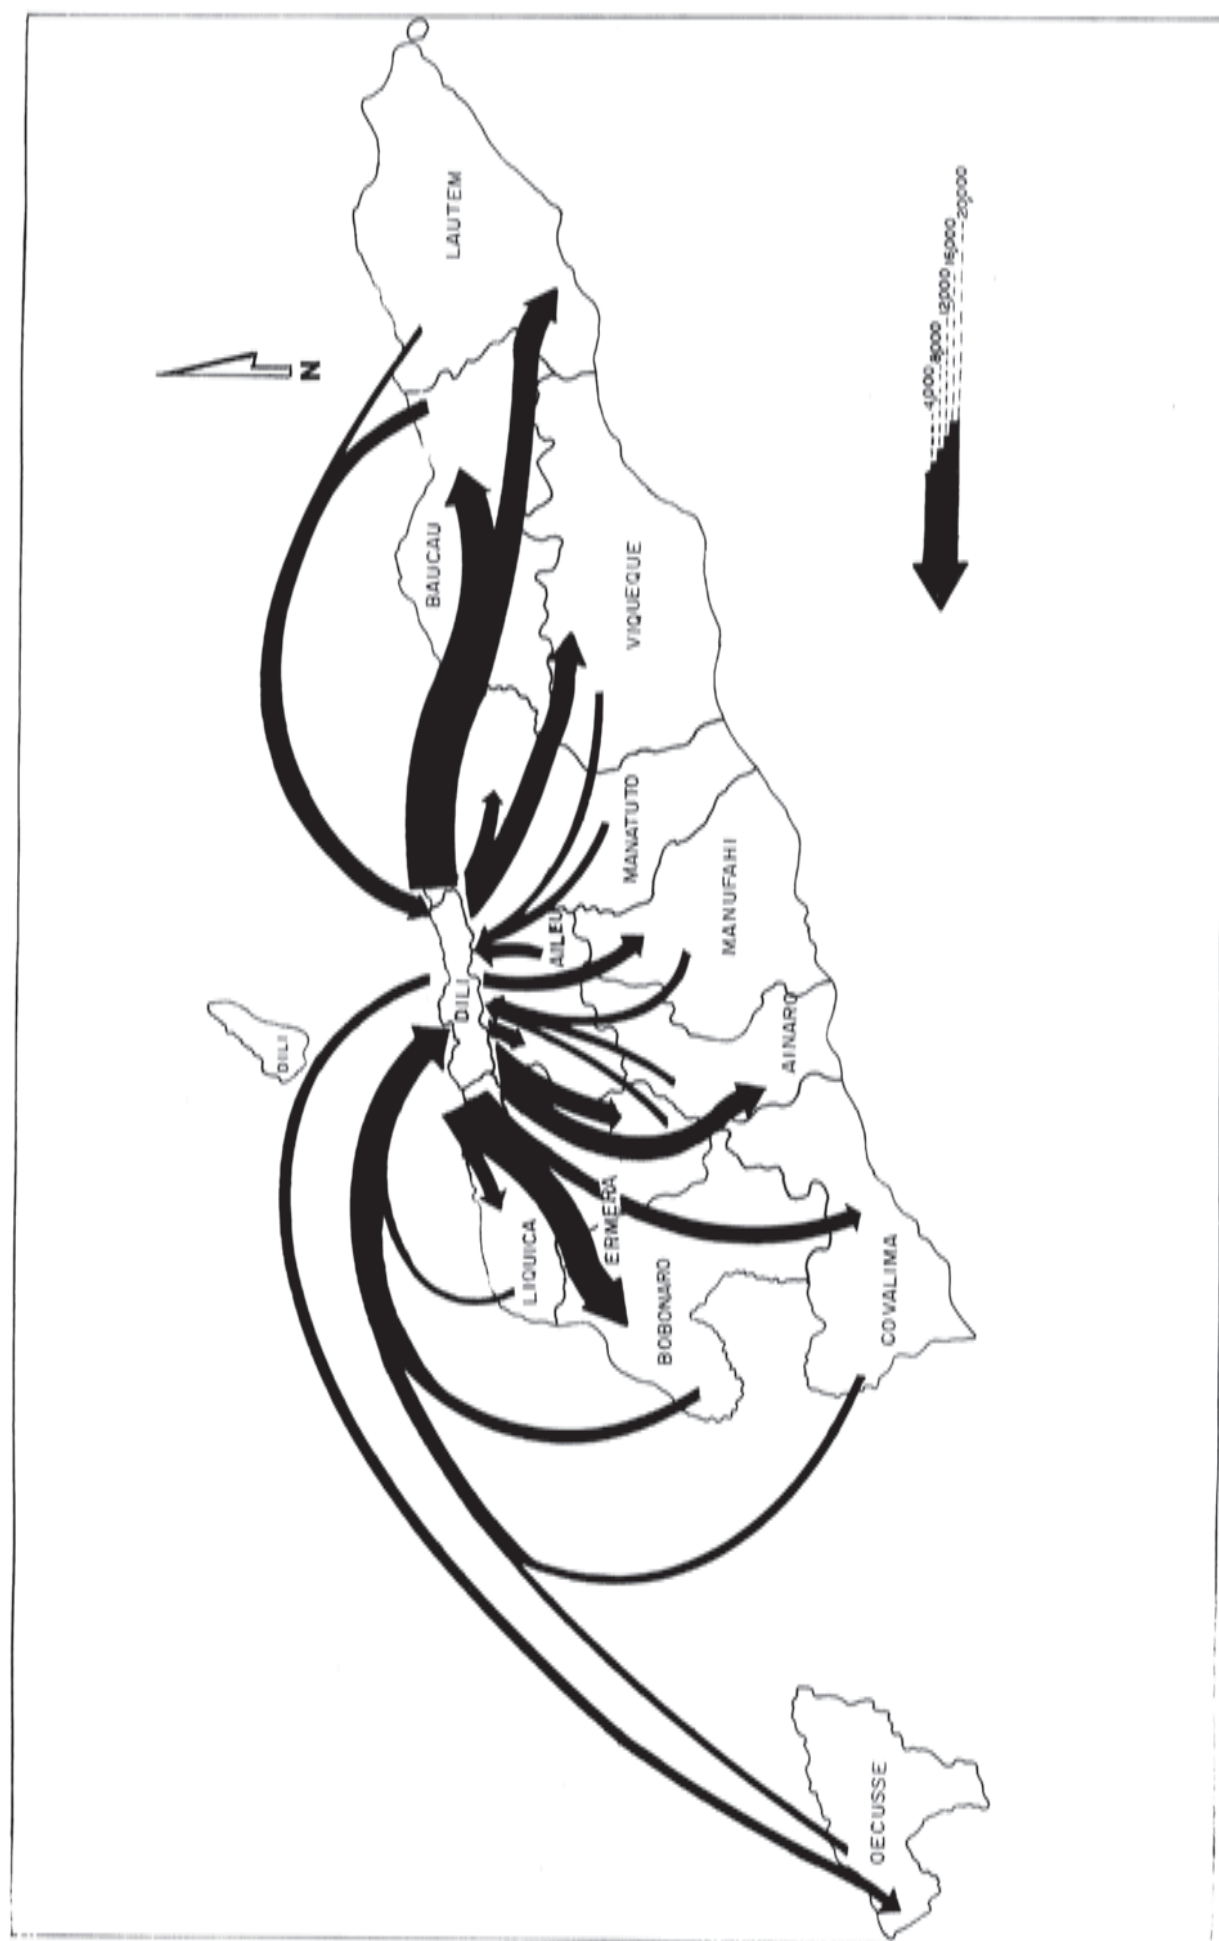 LAUTEM
N
BAUCAU
VIQUEQUE
MANATUTO
MANUFAHI
AILEU
DILI
DILI
AINARO
LIQUICA
ERMERA
BOBONARO
COVALIMA
OECUSSE
4,000
8,000
12,000
16,000
20,000